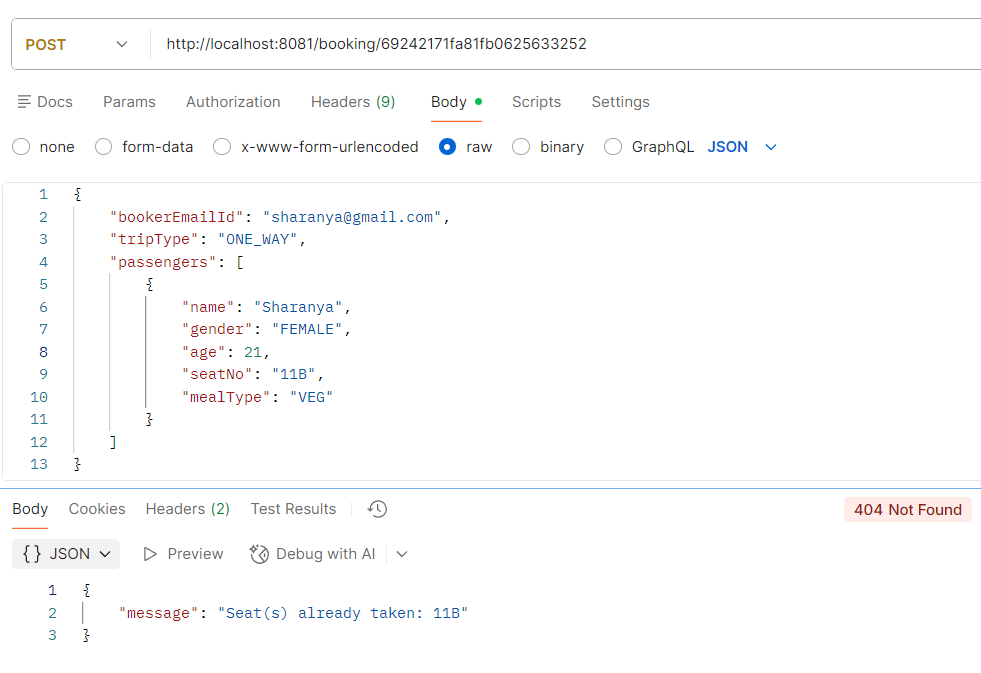 POST http://localhost:8081/booking/69242171fa81fb0625633252
Docs Params Authorization Headers (9) Body Scripts Settings
none form-data x-www-form-urlencoded raw binary GraphQL JSON
1 {
2 "bookerEmailId": "sharanya@gmail.com",
3 "tripType": "ONE_WAY",
4 "passengers": [
5 {
6 "name": "Sharanya",
7 "gender": "FEMALE",
8 "age": 21,
9 "seatNo": "11B",
10 "mealType": "VEG"
11 }
12 ]
13 }
Body Cookies Headers (2) Test Results 404 Not Found
{} JSON Preview Debug with AI
1 {
2 "message": "Seat(s) already taken: 11B"
3 }